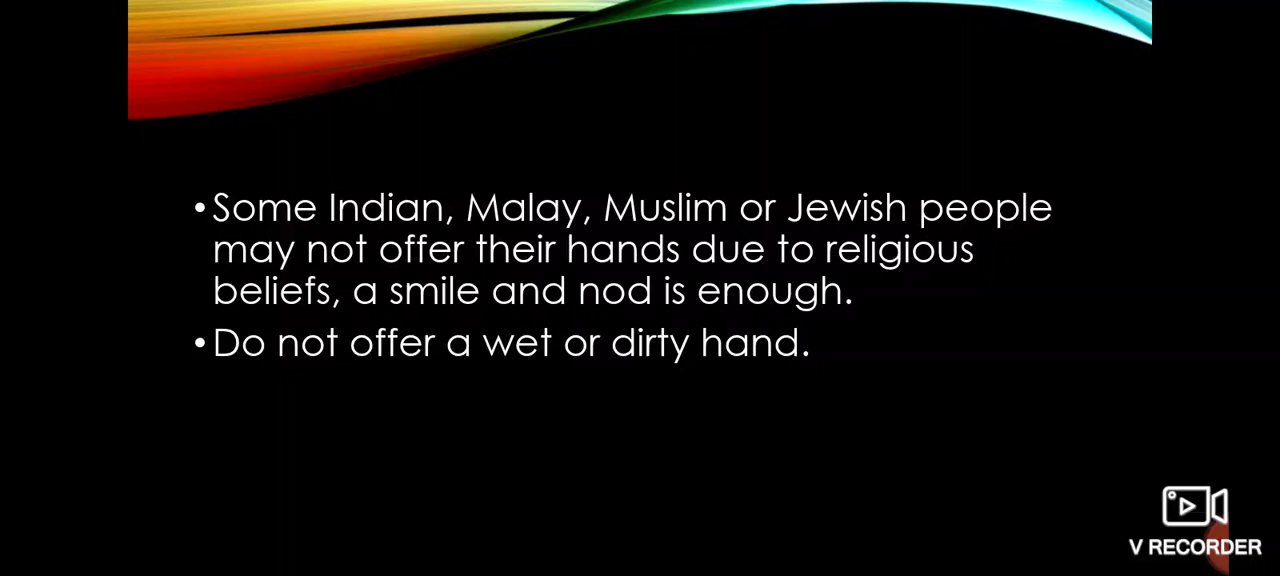 •Some Indian, Malay, Muslim or Jewish people
may not offer their hands due to religious
beliefs, a smile and nod is enough.
•Do not offer a wet or dirty hand.
V RECORDER